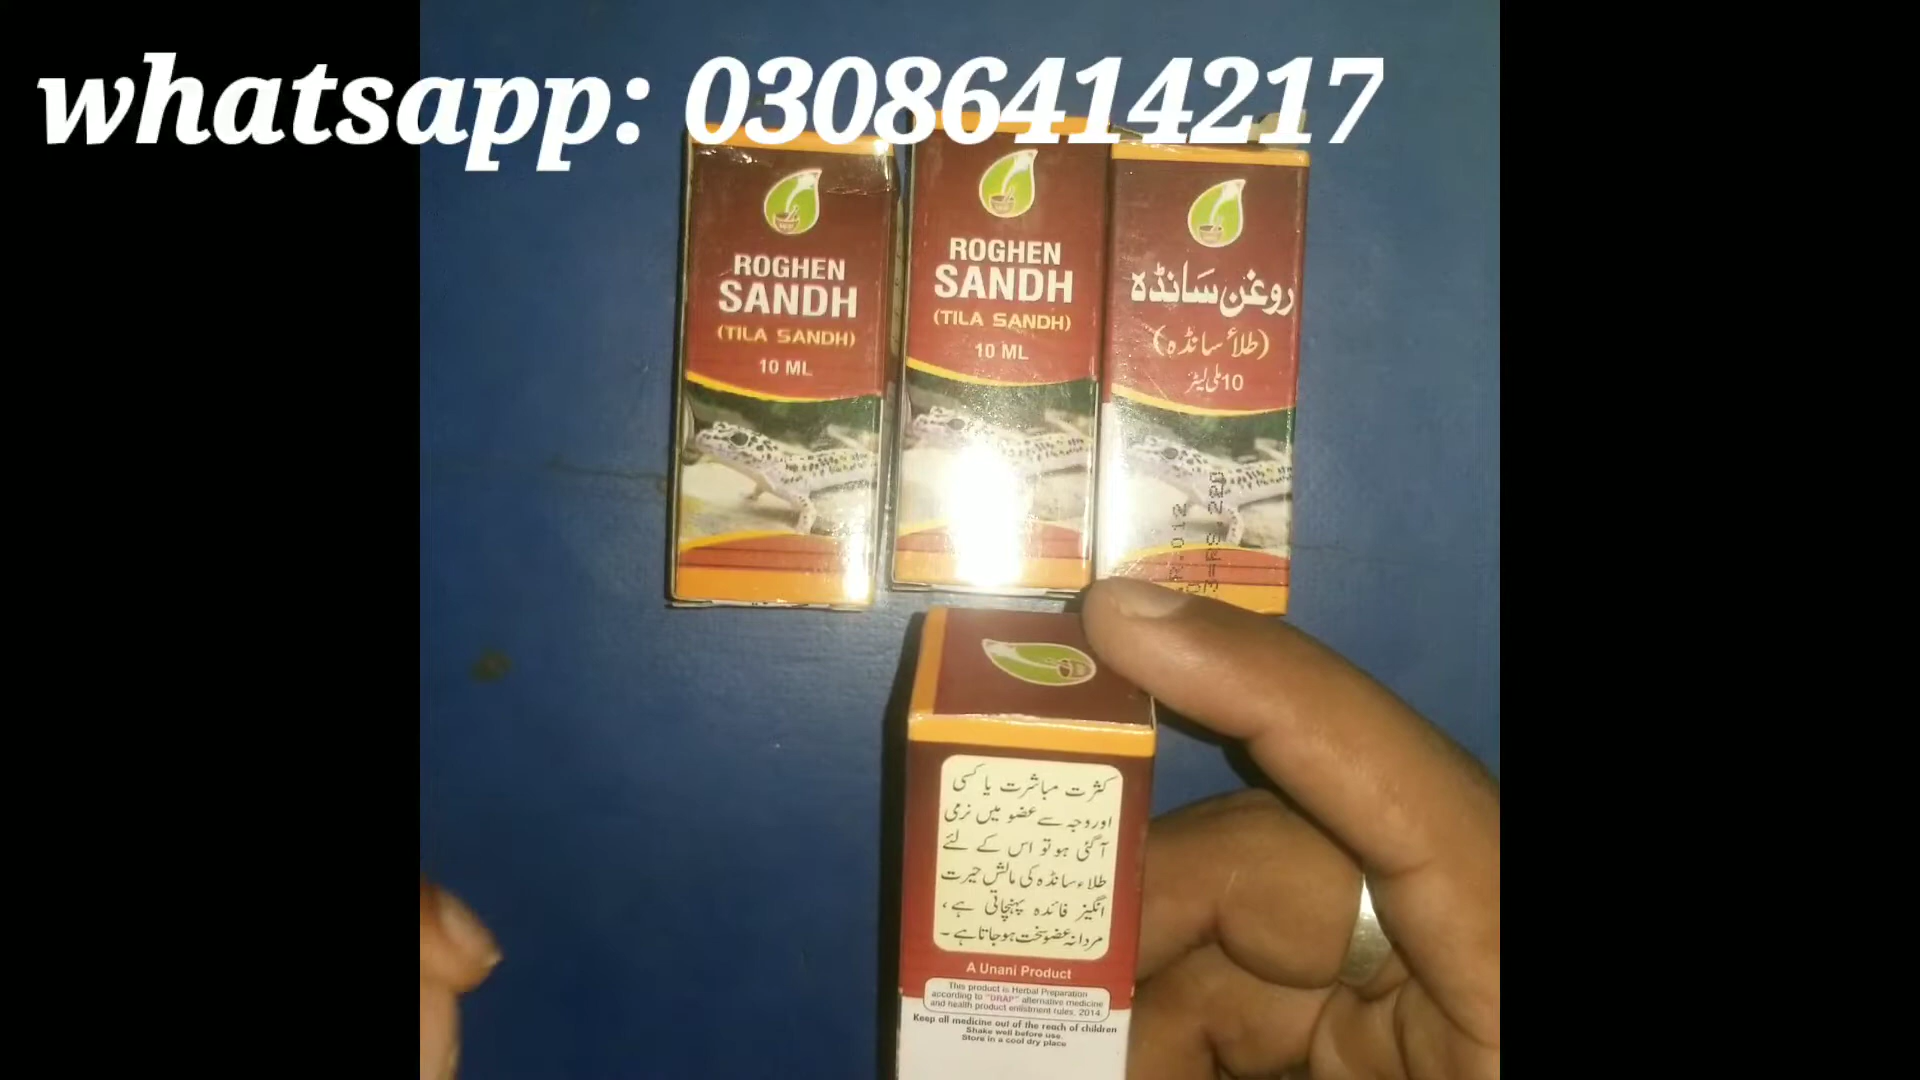 whatsapp: 03086414217
ROGHEN
SANDH
(TILA SANDH)
10 ML
ROGHEN
SANDH
(TILA SANDH)
10 ML
روغن سَانڈہ
(طلاٴ سانڈہ)
10 ملی لیٹر
کثرت مباشرت یا کسی
اور وجہ سے عضو میں نرمی
آ گئی ہو تو اس کے لئے
طلاء سانڈہ کی مالش حیرت
انگیز فائدہ پہنچاتی ہے،
مردانہ عضو سخت ہو جاتا ہے۔
A Unani Product
This product is Herbal Preparation
according to "DRAP" alternative medicine
and health product enlistment rules, 2014.
Keep all medicine out of the reach of children
Shake well before use.
Store in a cool dry place